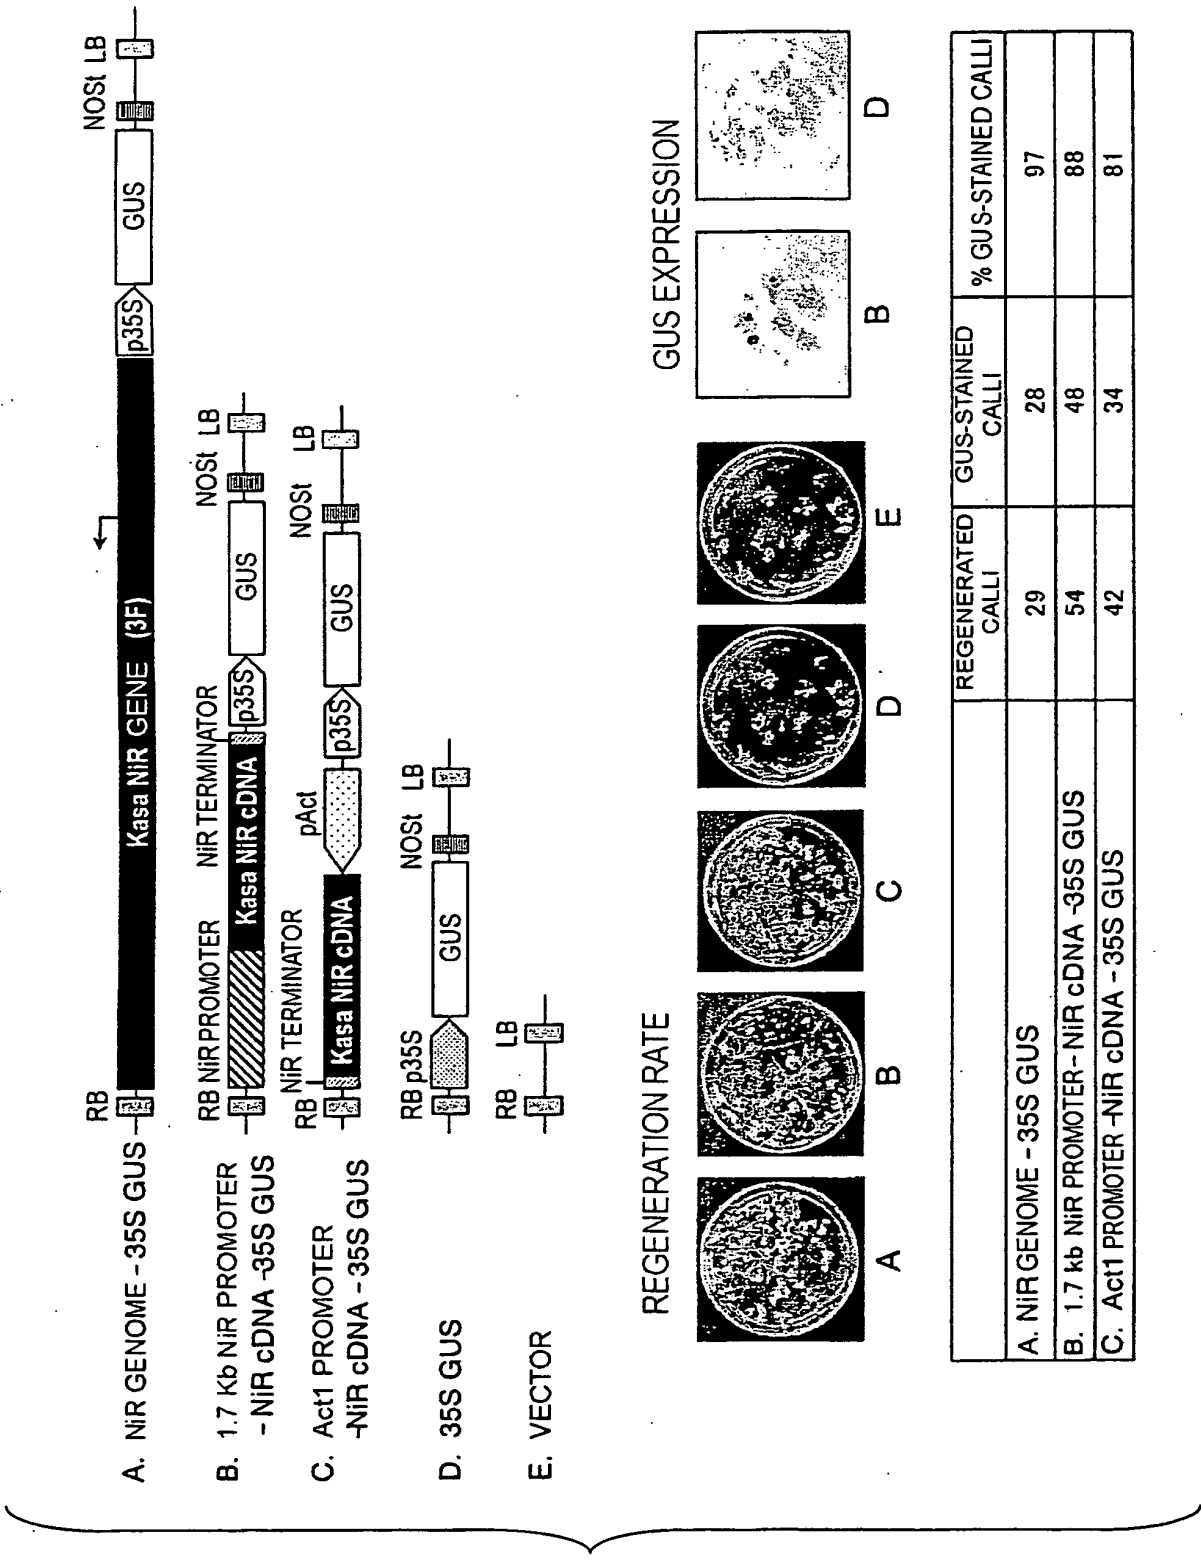 A. NiR GENOME - 35S GUS
RB
Kasa NiR GENE (3F)
p35S
GUS
NOSt
LB
B. 1.7 Kb NiR PROMOTER
- NiR cDNA -35S GUS
RB
NiR PROMOTER
NiR TERMINATOR
Kasa NiR cDNA
p35S
GUS
NOSt
LB
C. Act1 PROMOTER
-NiR cDNA - 35S GUS
RB
NiR TERMINATOR
Kasa NiR cDNA
pAct
p35S
GUS
NOSt
LB
D. 35S GUS
RB
p35S
GUS
NOSt
LB
E. VECTOR
RB
LB
REGENERATION RATE
A
B
C
D
E
GUS EXPRESSION
B
D
REGENERATED CALLI
GUS-STAINED CALLI
% GUS-STAINED CALLI
A. NiR GENOME - 35S GUS 29 28 97
B. 1.7 kb NiR PROMOTER - NiR cDNA -35S GUS 54 48 88
C. Act1 PROMOTER -NiR cDNA - 35S GUS 42 34 81